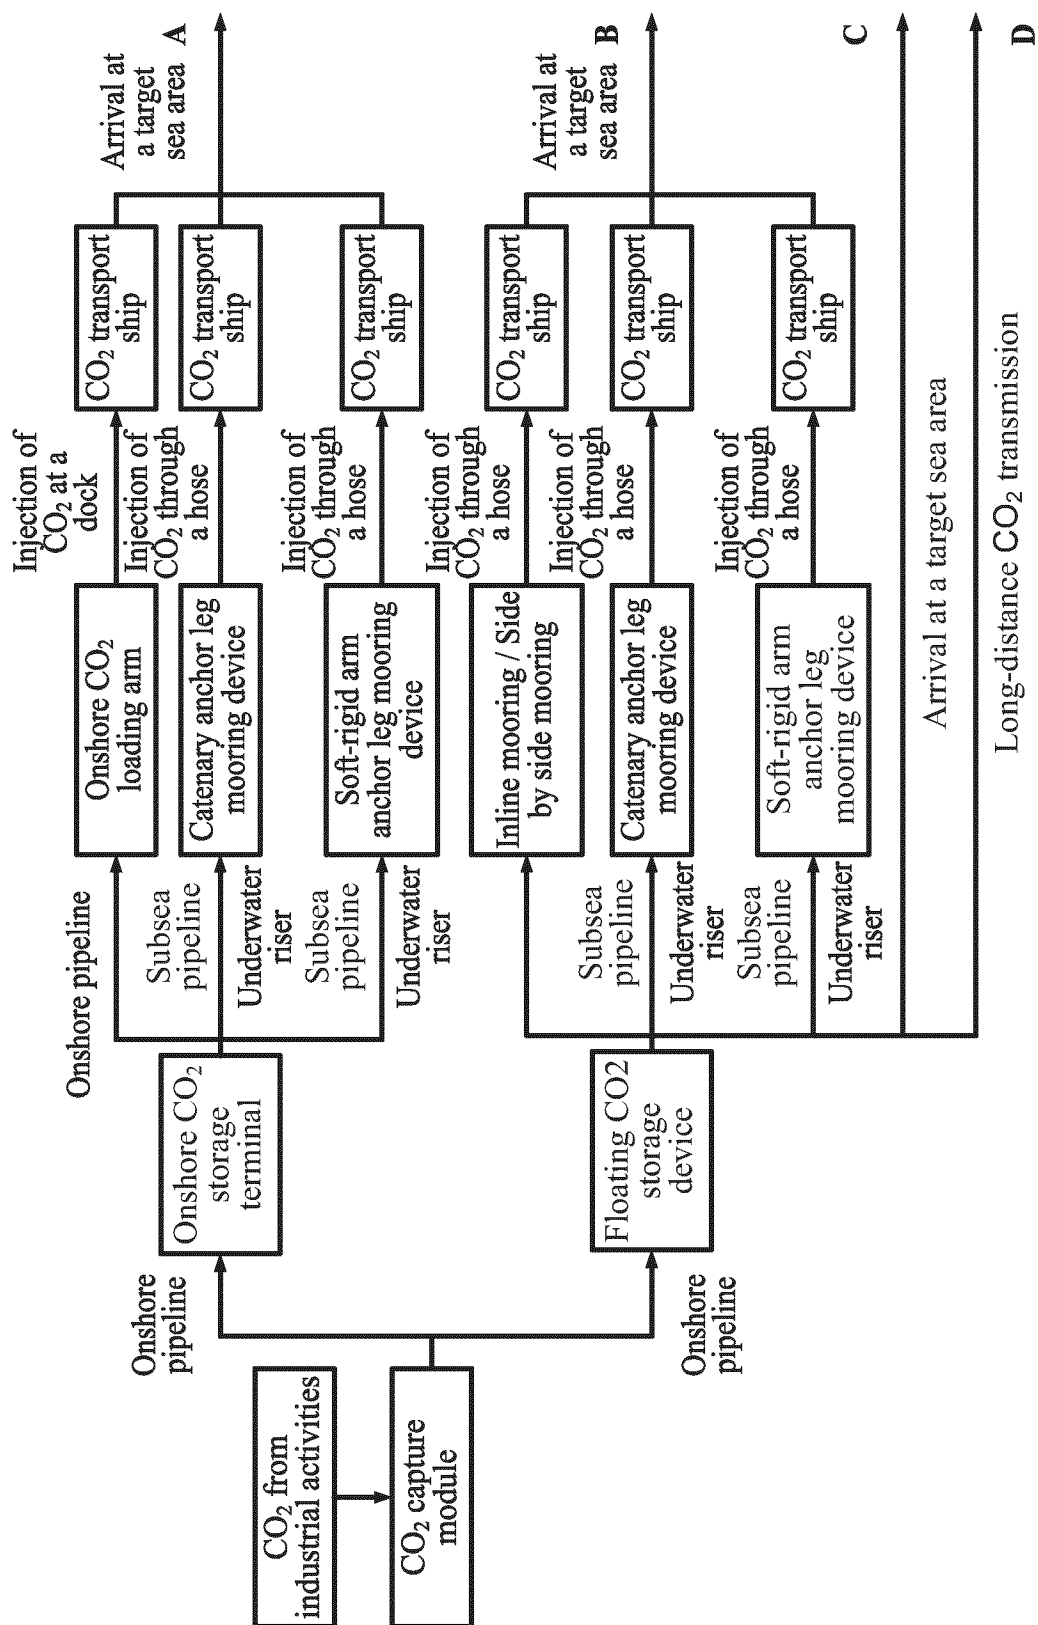 CO₂ from
industrial activities
CO₂ capture
module
Onshore
pipeline
Onshore
pipeline
Onshore CO₂
storage
terminal
Floating CO2
storage
device
Onshore pipeline
Subsea
pipeline
Underwater
riser
Subsea
pipeline
Underwater
riser
Subsea
pipeline
Underwater
riser
Subsea
pipeline
Underwater
riser
Onshore CO₂
loading arm
Catenary anchor leg
mooring device
Soft-rigid arm
anchor leg mooring
device
Inline mooring / Side
by side mooring
Catenary anchor leg
mooring device
Soft-rigid arm
anchor leg
mooring device
Injection of
CO₂ at a
dock
Injection of
CO₂ through
a hose
Injection of
CO₂ through
a hose
Injection of
CO₂ through
a hose
Injection of
CO₂ through
a hose
Injection of
CO₂ through
a hose
CO₂ transport
ship
CO₂ transport
ship
CO₂ transport
ship
CO₂ transport
ship
CO₂ transport
ship
CO₂ transport
ship
Arrival at
a target
sea area
A
Arrival at
a target
sea area
B
Arrival at a target sea area
C
Long-distance CO₂ transmission
D